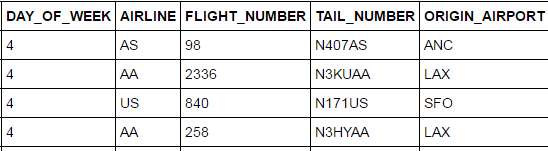 DAY_OF_WEEK AIRLINE FLIGHT_NUMBER TAIL_NUMBER ORIGIN_AIRPORT
4 AS 98 N407AS ANC
4 AA 2336 N3KUAA LAX
4 US 840 N171US SFO
4 AA 258 N3HYAA LAX